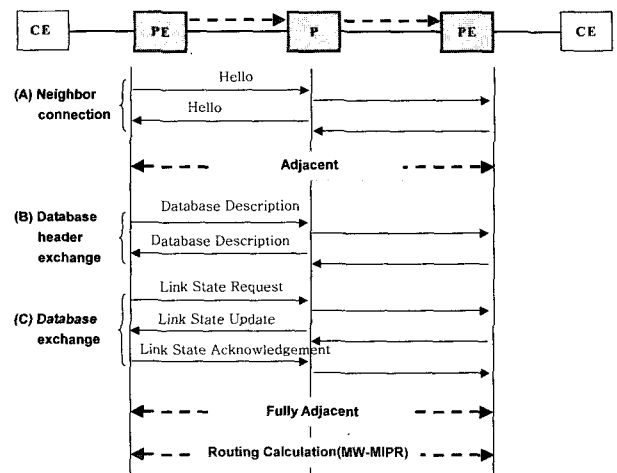 CE PE P PE CE
(A) Neighbor
connection
Hello
Hello
Adjacent
(B) Database
header
exchange
Database Description
Database Description
(C) Database
exchange
Link State Request
Link State Update
Link State Acknowledgement
Fully Adjacent
Routing Calculation(MW-MIPR)